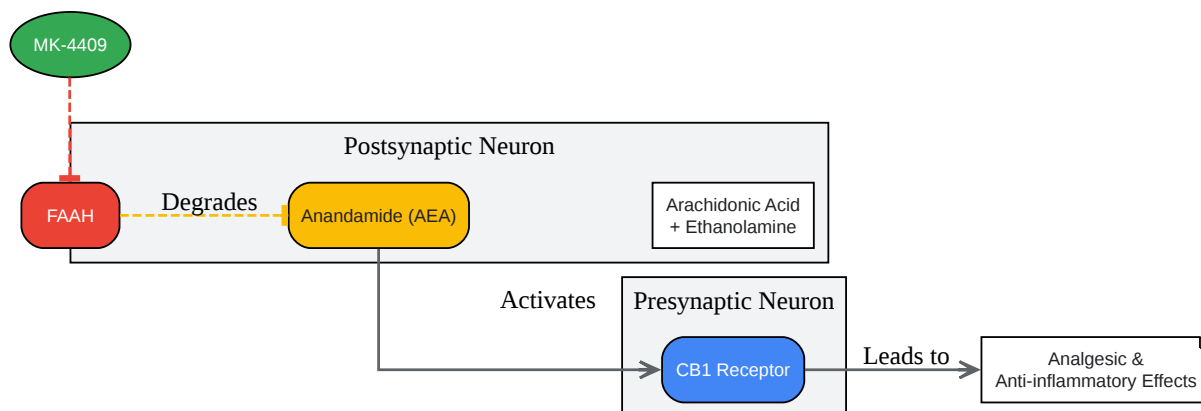 MK-4409
Postsynaptic Neuron
FAAH
Degrades
Anandamide (AEA)
Arachidonic Acid
+ Ethanolamine
Activates
Presynaptic Neuron
CB1 Receptor
Leads to
Analgesic &
Anti-inflammatory Effects